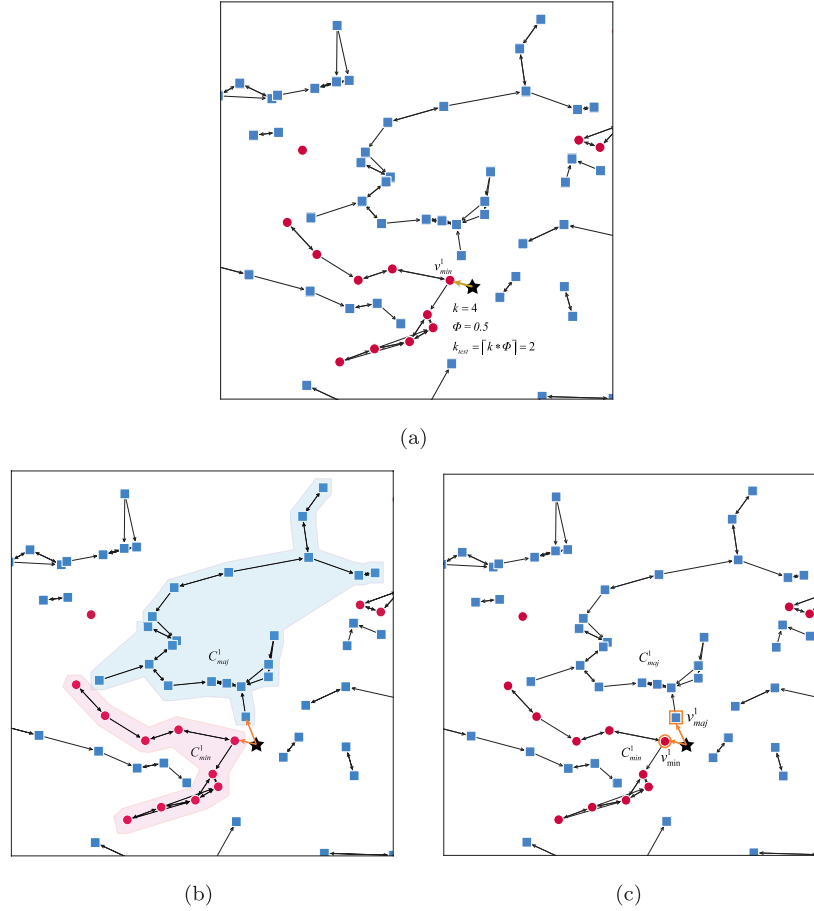 v¹min
k = 4
Φ = 0.5
ktest = ⌈k * Φ⌉ = 2
(a)
C¹maj
C¹min
(b)
C¹maj
v¹maj
C¹min
v¹min
(c)